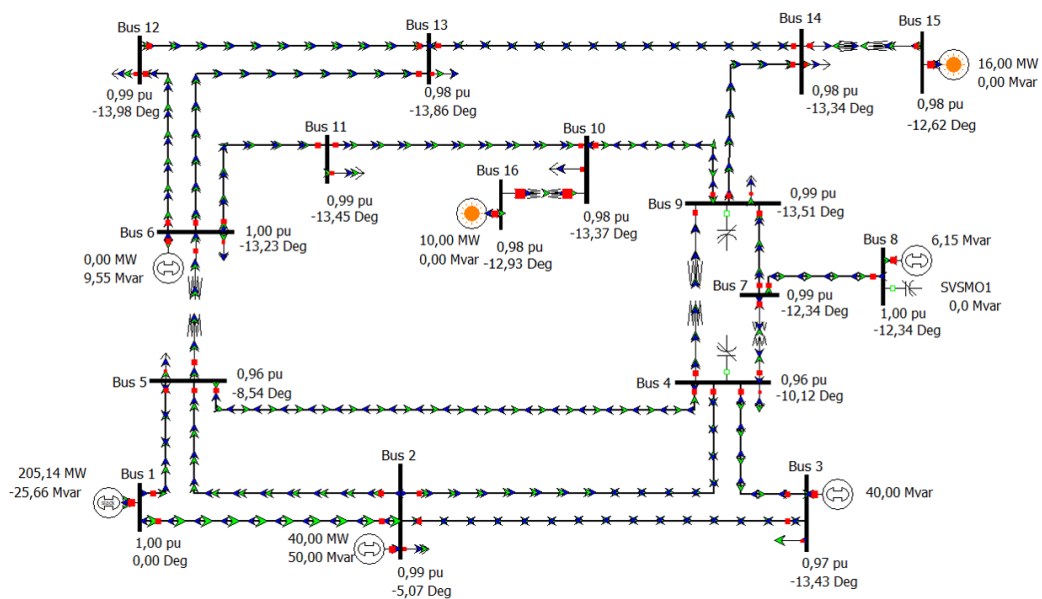 Bus 12
0,99 pu
-13,98 Deg
Bus 13
0,98 pu
-13,86 Deg
Bus 14
0,98 pu
-13,34 Deg
Bus 15
16,00 MW
0,00 Mvar
0,98 pu
-12,62 Deg
Bus 11
0,99 pu
-13,45 Deg
Bus 10
0,98 pu
-13,37 Deg
Bus 16
10,00 MW
0,00 Mvar
0,98 pu
-12,93 Deg
Bus 9
0,99 pu
-13,51 Deg
Bus 6
1,00 pu
-13,23 Deg
0,00 MW
9,55 Mvar
Bus 8
6,15 Mvar
SVSMO1
0,0 Mvar
1,00 pu
-12,34 Deg
Bus 7
0,99 pu
-12,34 Deg
Bus 5
0,96 pu
-8,54 Deg
Bus 4
0,96 pu
-10,12 Deg
205,14 MW
-25,66 Mvar
slack
Bus 1
1,00 pu
0,00 Deg
Bus 2
40,00 MW
50,00 Mvar
0,99 pu
-5,07 Deg
Bus 3
40,00 Mvar
0,97 pu
-13,43 Deg